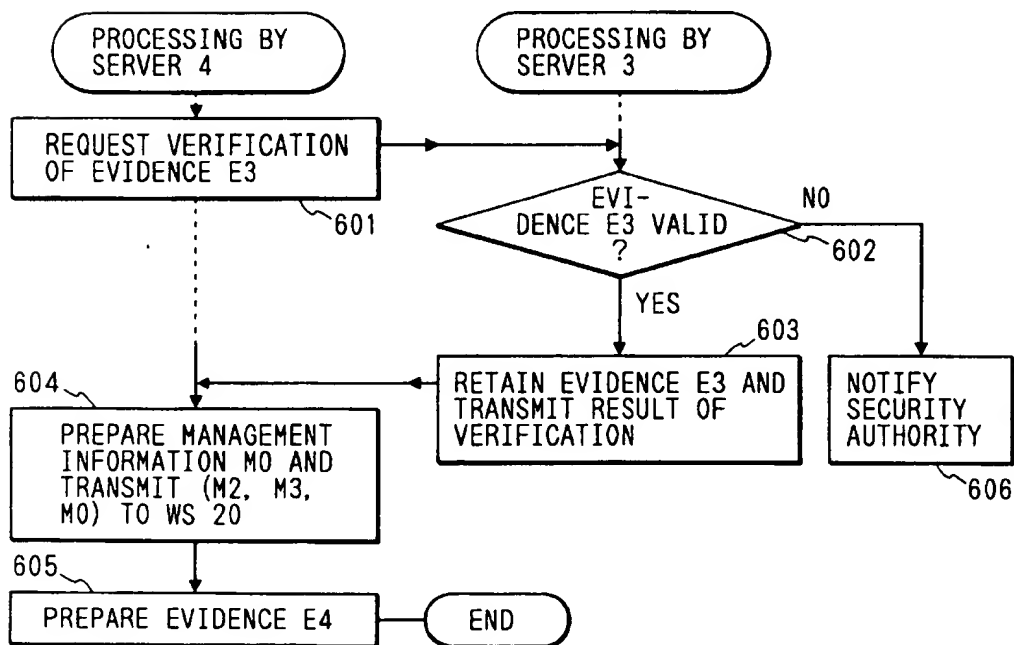 PROCESSING BY
SERVER 4
PROCESSING BY
SERVER 3
REQUEST VERIFICATION
OF EVIDENCE E3
601
EVI-
DENCE E3 VALID
?
602
NO
YES
603
RETAIN EVIDENCE E3 AND
TRANSMIT RESULT OF
VERIFICATION
NOTIFY
SECURITY
AUTHORITY
606
604
PREPARE MANAGEMENT
INFORMATION M0 AND
TRANSMIT (M2, M3,
M0) TO WS 20
605
PREPARE EVIDENCE E4
END